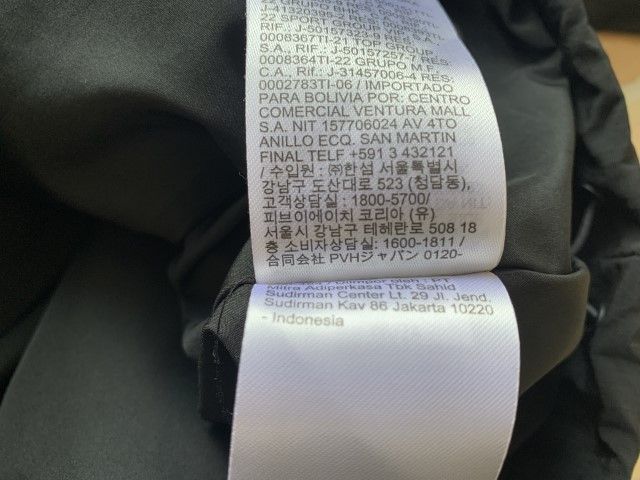 22 SPORT GROUP
RIF.: J-50157323-9 RES.
0008367TI-21 TOP GROUP,
S.A., RIF.: J-50157257-7 RES.
0008364TI-22 GRUPO M.F.,
C.A., RIF.: J-31457006-4 RES.
0002783TI-06 / IMPORTADO
PARA BOLIVIA POR: CENTRO
COMERCIAL VENTURA MALL
S.A. NIT 157706024 AV 4TO
ANILLO ECQ. SAN MARTIN
FINAL TELF +591 3 432121
/ 수입원 : ㈜한섬 서울특별시
강남구 도산대로 523 (청담동),
고객상담실 : 1800-5700/
피브이에이치 코리아 (유)
서울시 강남구 테헤란로 508 18
층 소비자상담실: 1600-1811 /
合同会社 PVHジャパン 0120-
Mitra Adiperkasa Tbk Sahid
Sudirman Center Lt. 29 Jl. Jend.
Sudirman Kav 86 Jakarta 10220
- Indonesia